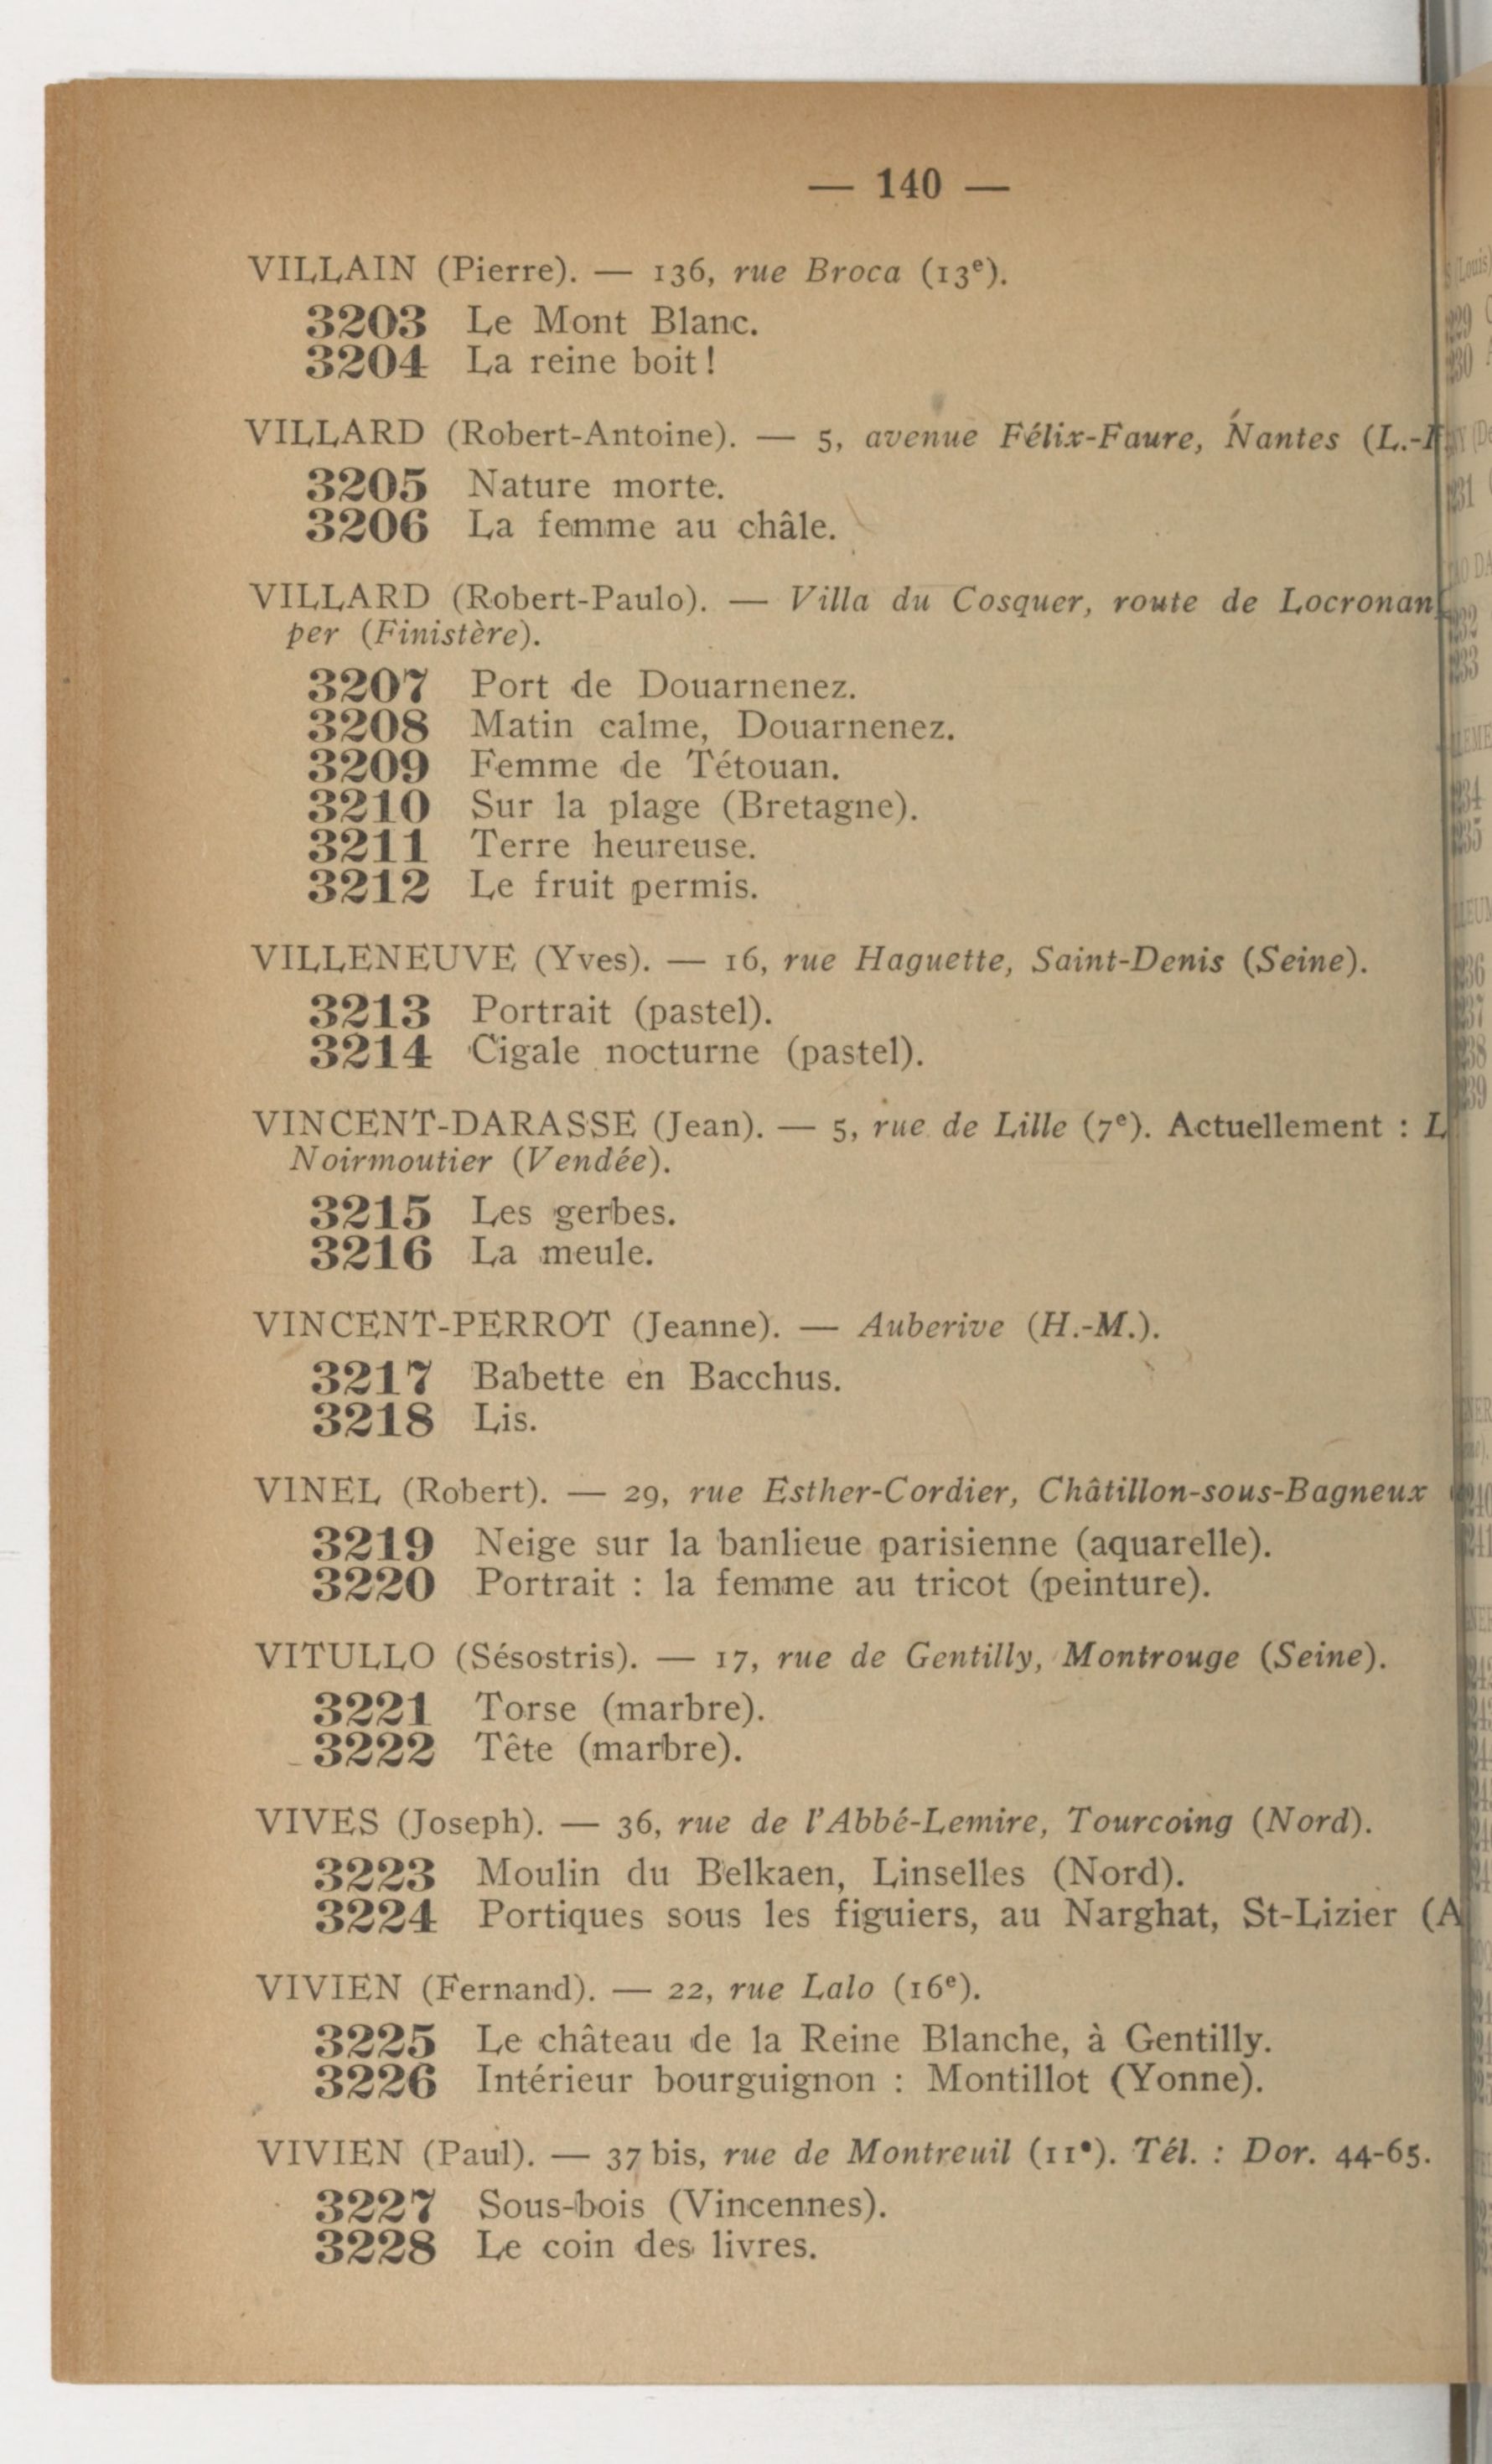 — 140 —
VILLAIN (Pierre). — 136, rue Broca (13e).
3203 Le Mont Blanc.
3204 La reine boit !
VILLARD (Robert-Antoine). — 5, avenue Félix-Faure, Nantes (L.-
3205 Nature morte.
3206 La femme au châle.
VILLARD (Robert-Paulo). — Villa du Cosquer, route de Locronan
per (Finistère).
3207 Port de Douarnenez.
3208 Matin calme, Douarnenez.
3209 Femme de Tétouan.
3210 Sur la plage (Bretagne).
3211 Terre heureuse.
3212 Le fruit permis.
VILLENEUVE (Yves). — 16, rue Haguette, Saint-Denis (Seine).
3213 Portrait (pastel).
3214 Cigale nocturne (pastel).
VINCENT-DARASSE (Jean). — 5, rue de Lille (7e). Actuellement : L
Noirmoutier (Vendée).
3215 Les gerbes.
3216 La meule.
VINCENT-PERROT (Jeanne). — Auberive (H.-M.).
3217 Babette en Bacchus.
3218 Lis.
VINEL (Robert). — 29, rue Esther-Cordier, Châtillon-sous-Bagneux
3219 Neige sur la banlieue parisienne (aquarelle).
3220 Portrait : la femme au tricot (peinture).
VITULLO (Sésostris). — 17, rue de Gentilly, Montrouge (Seine).
3221 Torse (marbre).
3222 Tête (marbre).
VIVES (Joseph). — 36, rue de l'Abbé-Lemire, Tourcoing (Nord).
3223 Moulin du Belkaen, Linselles (Nord).
3224 Portiques sous les figuiers, au Narghat, St-Lizier (A
VIVIEN (Fernand). — 22, rue Lalo (16e).
3225 Le château de la Reine Blanche, à Gentilly.
3226 Intérieur bourguignon : Montillot (Yonne).
VIVIEN (Paul). — 37 bis, rue de Montreuil (11e). Tél. : Dor. 44-65.
3227 Sous-bois (Vincennes).
3228 Le coin des livres.